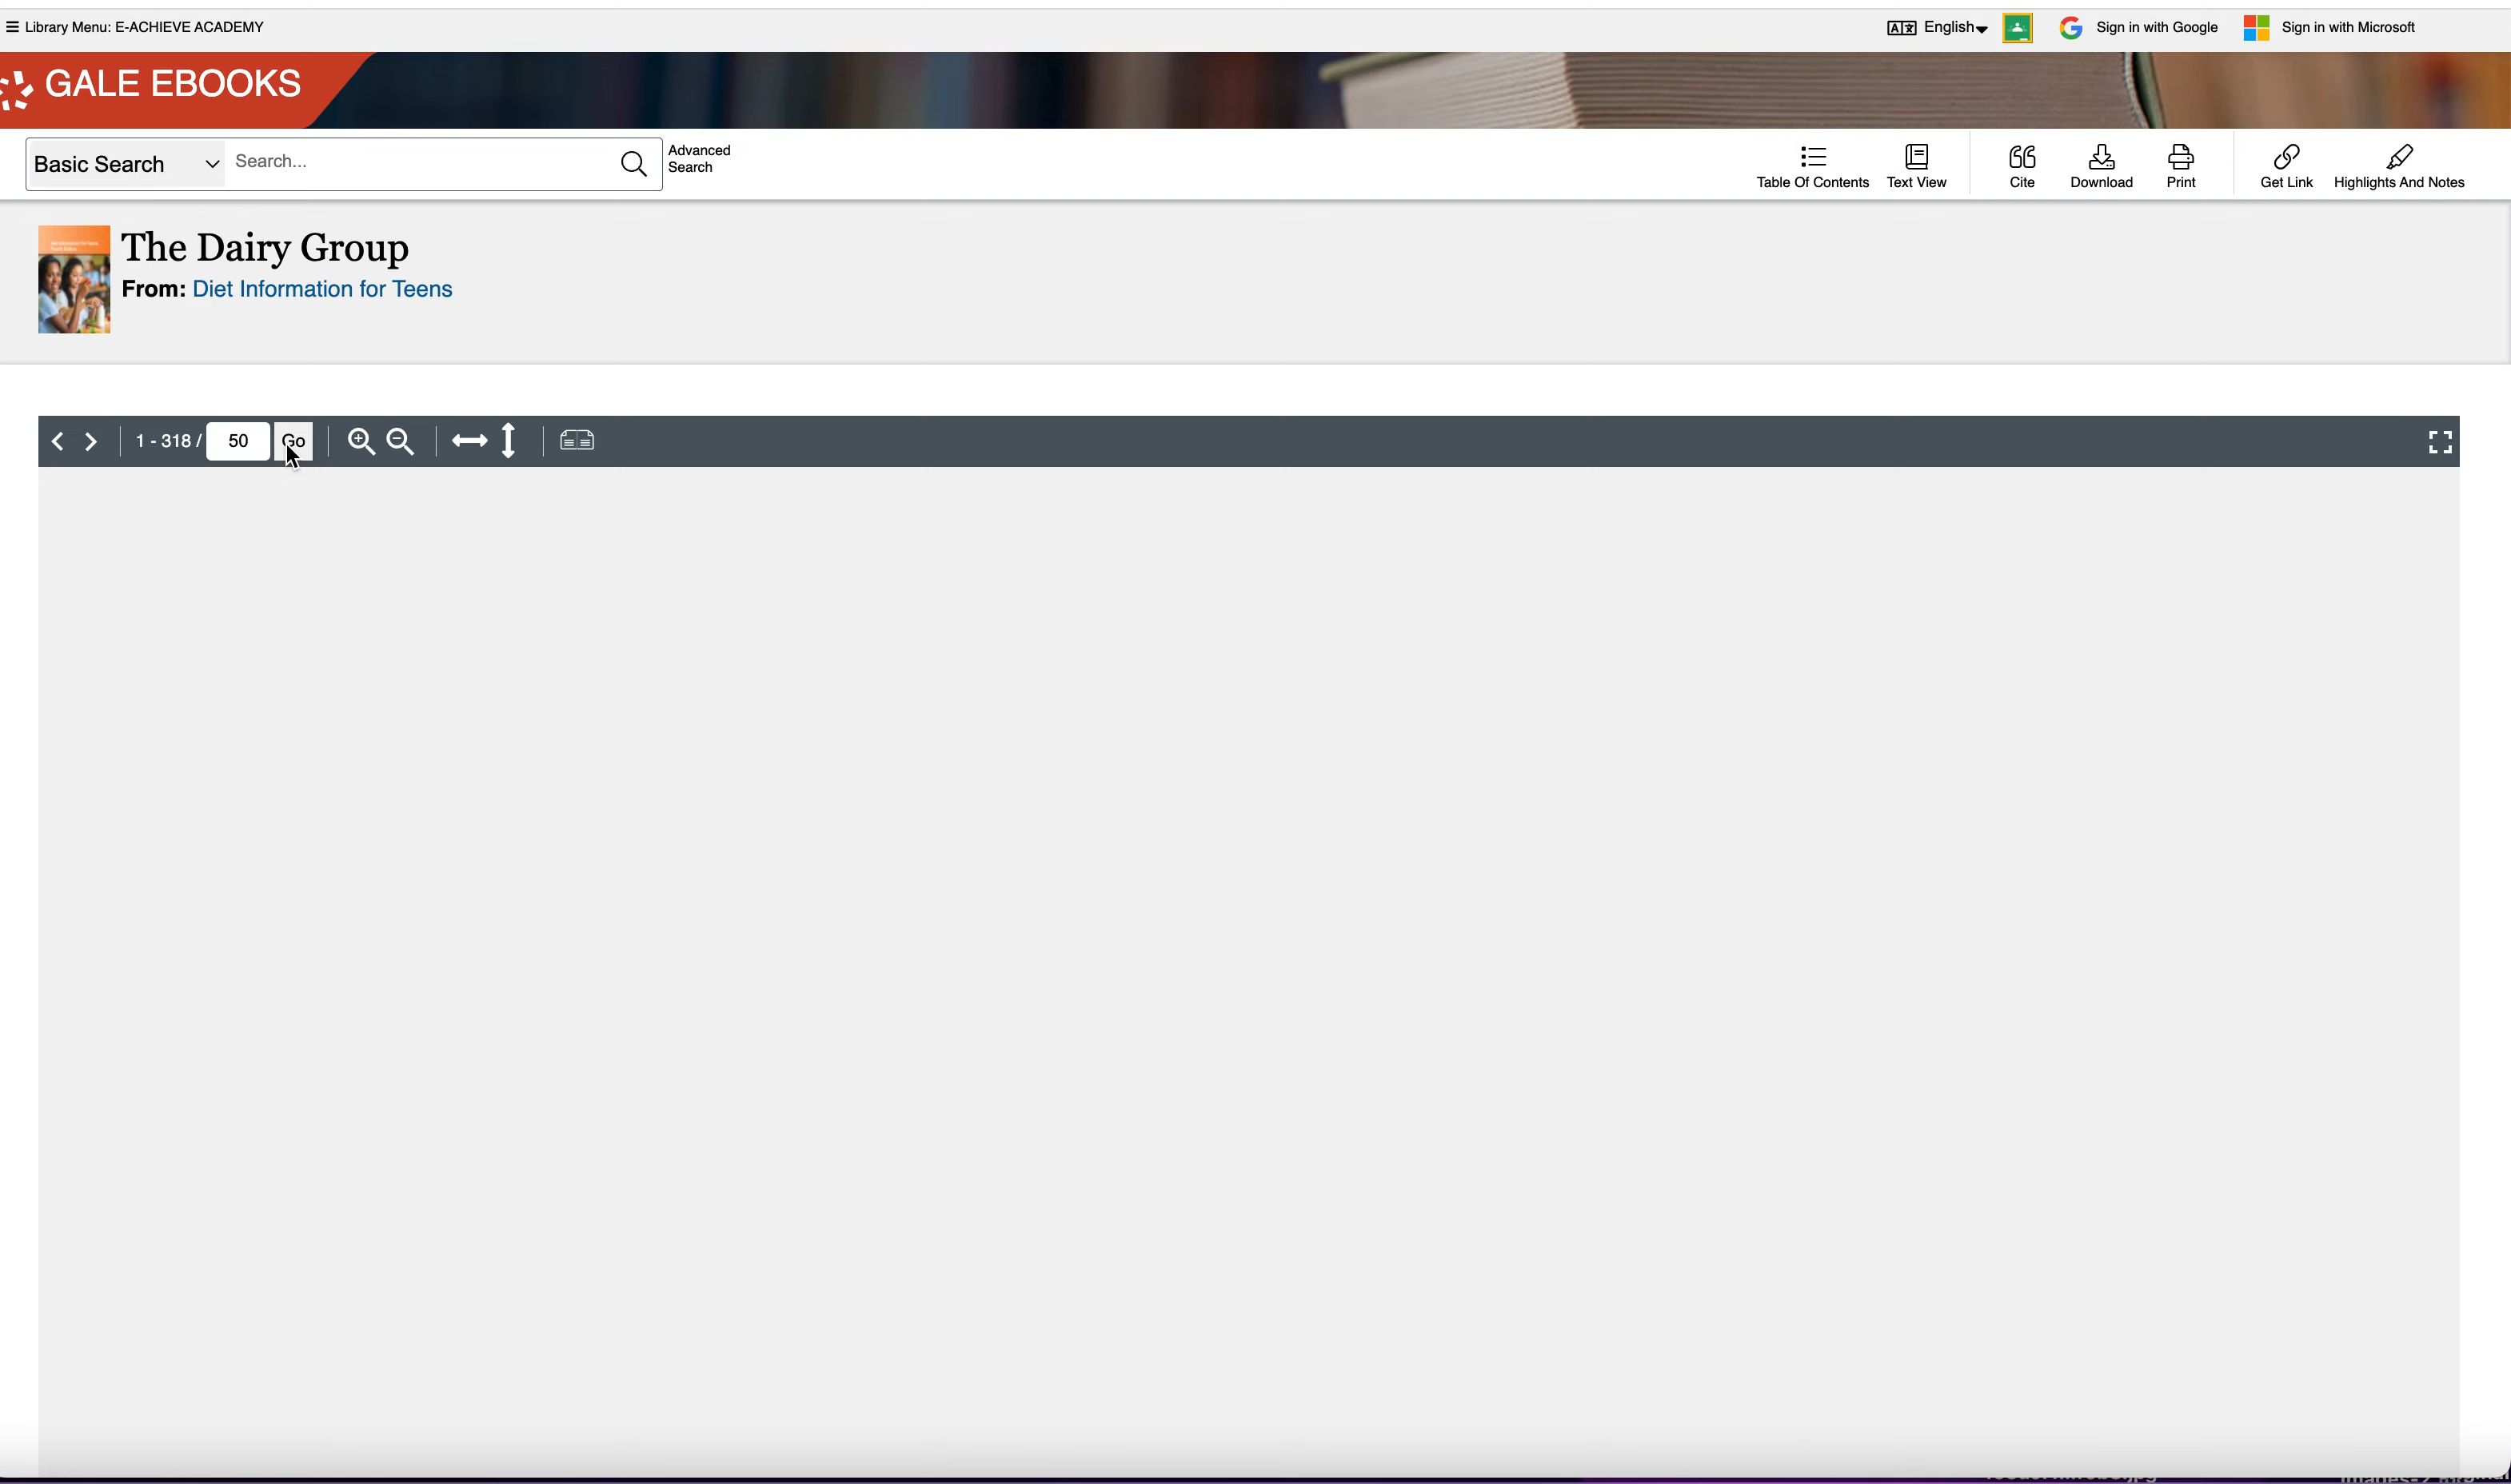 Library Menu: E-ACHIEVE ACADEMY
English
Sign in with Google
Sign in with Microsoft
GALE EBOOKS
Basic Search
Search...
Advanced
Search
Table Of Contents
Text View
Cite
Download
Print
Get Link
Highlights And Notes
The Dairy Group
From: Diet Information for Teens
1 - 318 / 50 Go